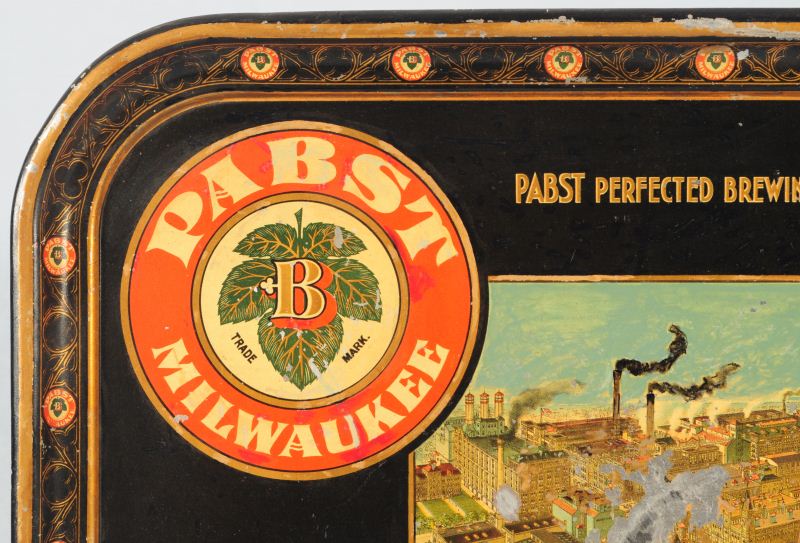 PABST
B
TRADE MARK.
MILWAUKEE
PABST PERFECTED BREWIN